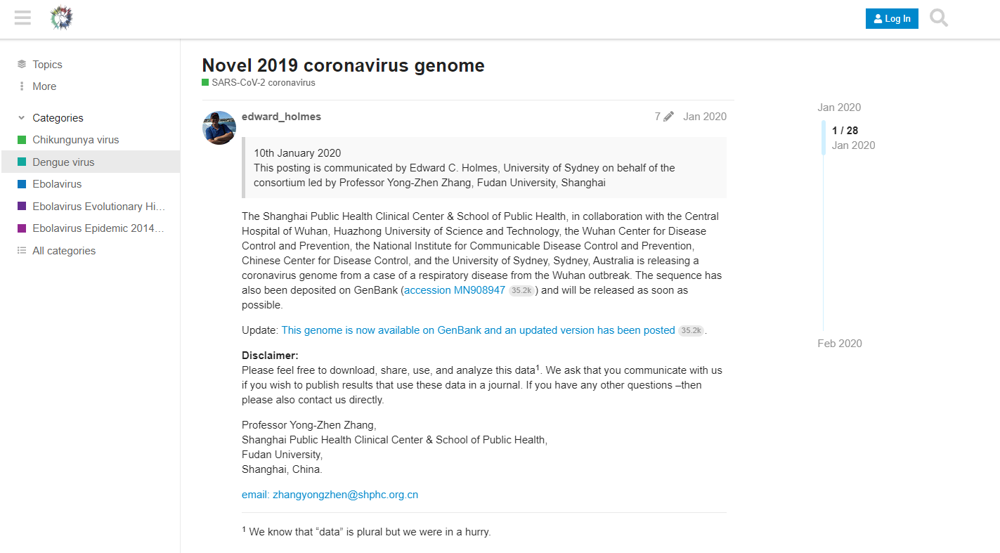 Log In
Topics
More
Categories
Chikungunya virus
Dengue virus
Ebolavirus
Ebolavirus Evolutionary Hi…
Ebolavirus Epidemic 2014…
All categories
Novel 2019 coronavirus genome
SARS-CoV-2 coronavirus
edward_holmes
7 Jan 2020
10th January 2020
This posting is communicated by Edward C. Holmes, University of Sydney on behalf of the
consortium led by Professor Yong-Zhen Zhang, Fudan University, Shanghai
The Shanghai Public Health Clinical Center & School of Public Health, in collaboration with the Central
Hospital of Wuhan, Huazhong University of Science and Technology, the Wuhan Center for Disease
Control and Prevention, the National Institute for Communicable Disease Control and Prevention,
Chinese Center for Disease Control, and the University of Sydney, Sydney, Australia is releasing a
coronavirus genome from a case of a respiratory disease from the Wuhan outbreak. The sequence has
also been deposited on GenBank (accession MN908947 35.2k) and will be released as soon as
possible.
Update: This genome is now available on GenBank and an updated version has been posted 35.2k.
Disclaimer:
Please feel free to download, share, use, and analyze this data¹. We ask that you communicate with us
if you wish to publish results that use these data in a journal. If you have any other questions –then
please also contact us directly.
Professor Yong-Zhen Zhang,
Shanghai Public Health Clinical Center & School of Public Health,
Fudan University,
Shanghai, China.
email: zhangyongzhen@shphc.org.cn
¹ We know that “data” is plural but we were in a hurry.
Jan 2020
1 / 28
Jan 2020
Feb 2020